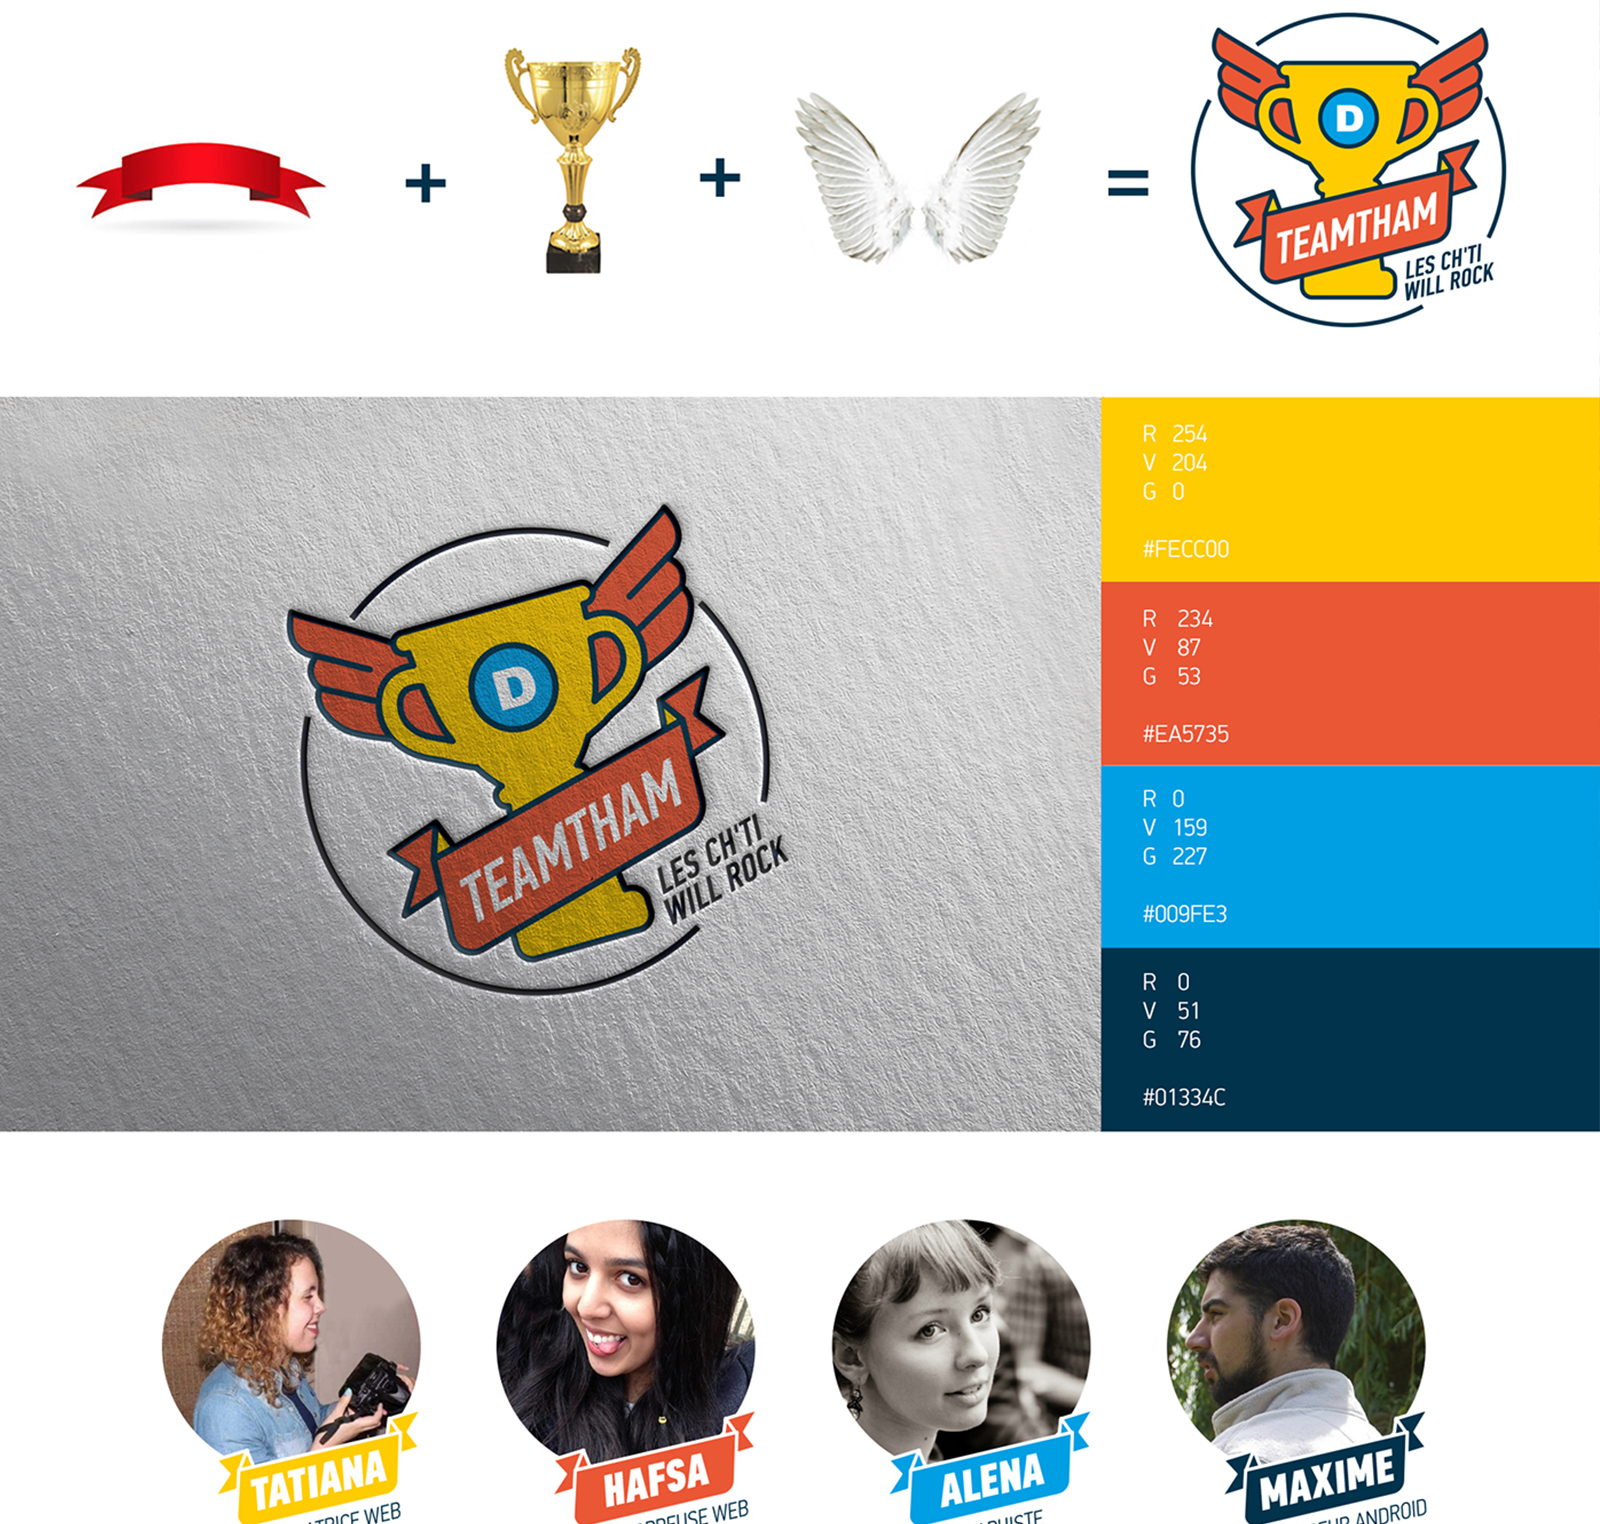 +
+
=
D
TEAMTHAM
LES CH'TI
WILL ROCK
D
TEAMTHAM
LES CH'TI
WILL ROCK
R 254
V 204
G 0
#FECC00
R 234
V 87
G 53
#EA5735
R 0
V 159
G 227
#009FE3
R 0
V 51
G 76
#01334C
TATIANA
WEB
HAFSA
WEB
ALENA
MAXIME
ANDROID